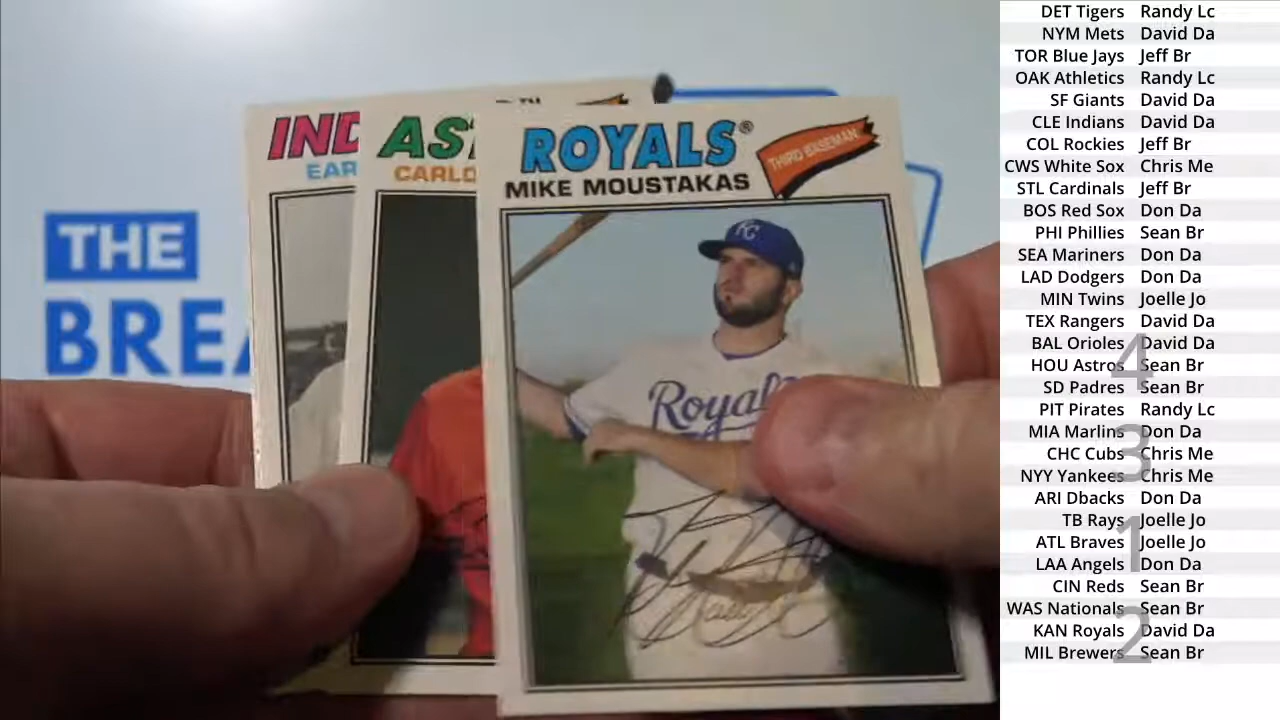 IND
EAR
AS
CARLO
ROYALS®
MIKE MOUSTAKAS
THIRD BASEMAN
KC
Royals
THE
BREA
DET Tigers Randy Lc
NYM Mets David Da
TOR Blue Jays Jeff Br
OAK Athletics Randy Lc
SF Giants David Da
CLE Indians David Da
COL Rockies Jeff Br
CWS White Sox Chris Me
STL Cardinals Jeff Br
BOS Red Sox Don Da
PHI Phillies Sean Br
SEA Mariners Don Da
LAD Dodgers Don Da
MIN Twins Joelle Jo
TEX Rangers David Da
BAL Orioles David Da
4
HOU Astros Sean Br
SD Padres Sean Br
PIT Pirates Randy Lc
MIA Marlins Don Da
3
CHC Cubs Chris Me
NYY Yankees Chris Me
ARI Dbacks Don Da
TB Rays Joelle Jo
1
ATL Braves Joelle Jo
LAA Angels Don Da
CIN Reds Sean Br
WAS Nationals Sean Br
2
KAN Royals David Da
MIL Brewers Sean Br